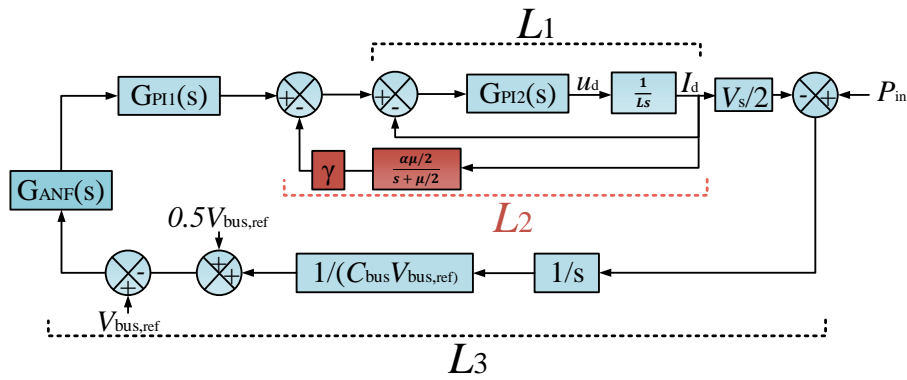 L1
GPI1(s)
+
-
+
-
GPI2(s)
ud
1/Ls
Id
Vs/2
-
+
Pin
γ
αμ/2
s + μ/2
L2
GANF(s)
0.5Vbus,ref
+
+
1/(CbusVbus,ref)
1/s
-
+
Vbus,ref
L3